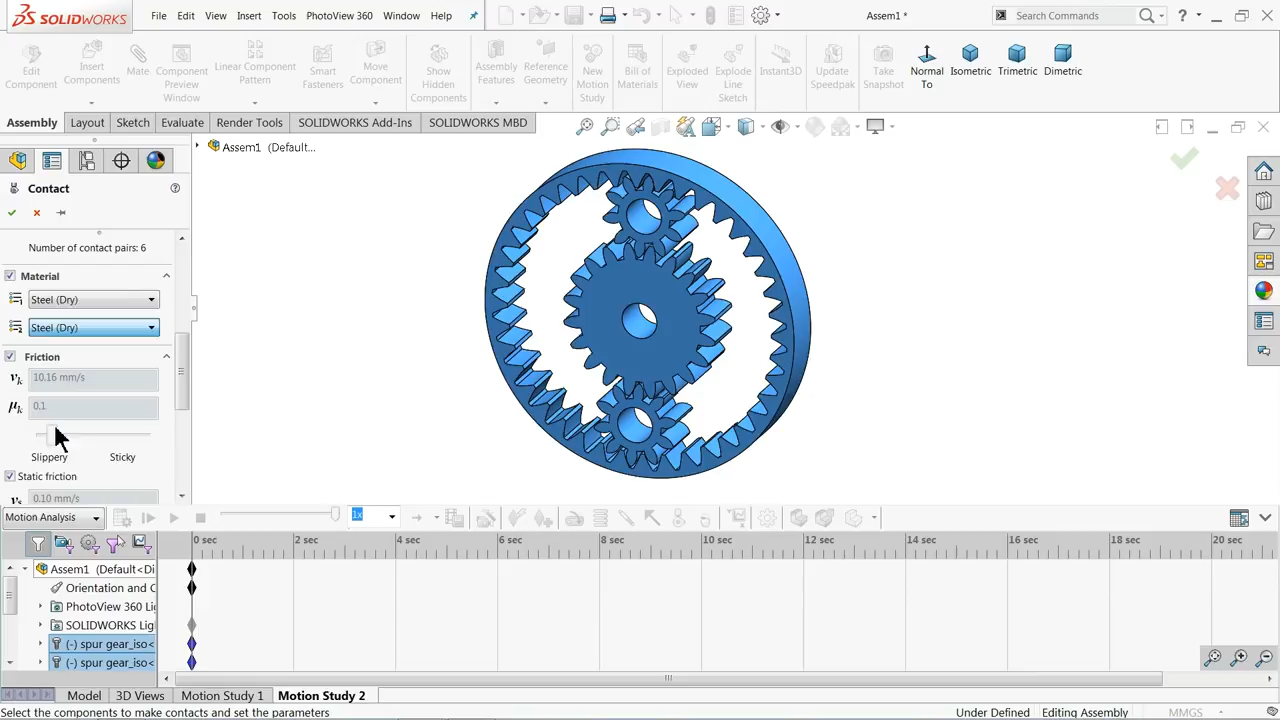 SOLIDWORKS File Edit View Insert Tools PhotoView 360 Window Help Assem1 * Search Commands ?
Edit Component
Insert Components
Mate
Component Preview Window
Linear Component Pattern
Smart Fasteners
Move Component
Show Hidden Components
Assembly Features
Reference Geometry
New Motion Study
Bill of Materials
Exploded View
Explode Line Sketch
Instant3D
Update Speedpak
Take Snapshot
Normal To
Isometric
Trimetric
Dimetric
Assembly Layout Sketch Evaluate Render Tools SOLIDWORKS Add-Ins SOLIDWORKS MBD
Assem1 (Default...
Contact
Number of contact pairs: 6
Material
Steel (Dry)
Steel (Dry)
Friction
vk 10.16 mm/s
μk 0.1
Slippery Sticky
Static friction
vs 0.10 mm/s
Motion Analysis 1x
0 sec 2 sec 4 sec 6 sec 8 sec 10 sec 12 sec 14 sec 16 sec 18 sec 20 sec
Assem1 (Default<Di
Orientation and C
PhotoView 360 Li
SOLIDWORKS Lig
(-) spur gear_iso<
(-) spur gear_iso<
Model 3D Views Motion Study 1 Motion Study 2
Select the components to make contacts and set the parameters Under Defined Editing Assembly MMGS